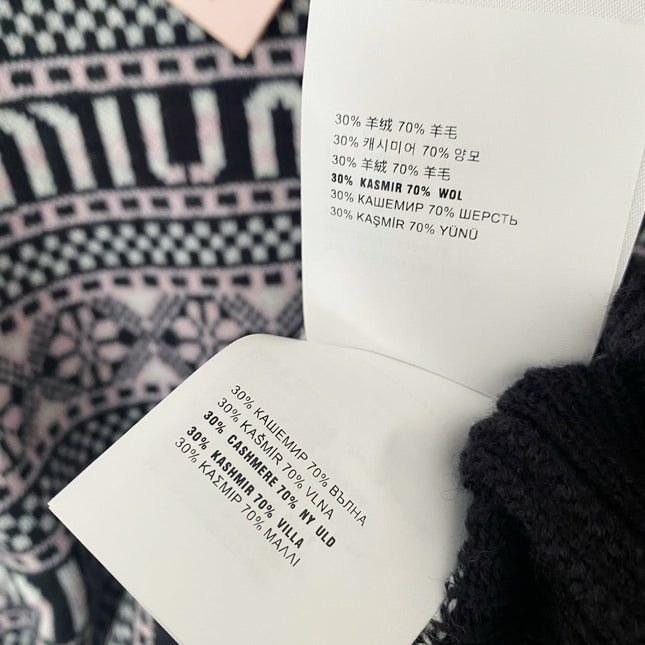 miun
30% 羊绒 70% 羊毛
30% 캐시미어 70% 양모
30% 羊绒 70% 羊毛
30% KASMIR 70% WOL
30% КАШЕМИР 70% ШЕРСТЬ
30% KAŞMİR 70% YÜNÜ
30% КАШЕМИР 70% ВЪЛНА
30% KAŠMÍR 70% VLNA
30% CASHMERE 70% NY ULD
30% KASHMIR 70% VILLA
30% ΚΑΣΜΙΡ 70% ΜΑΛΛΙ